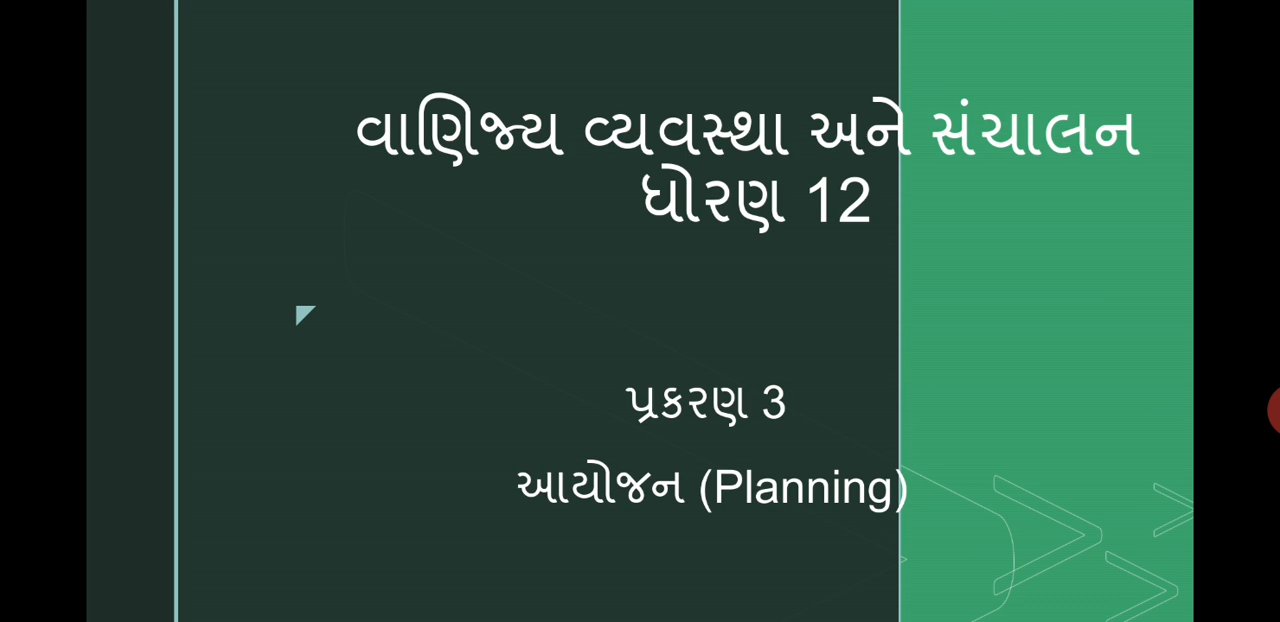 વાણિજ્ય વ્યવસ્થા અને સંચાલન
ધોરણ 12
પ્રકરણ 3
આયોજન (Planning)